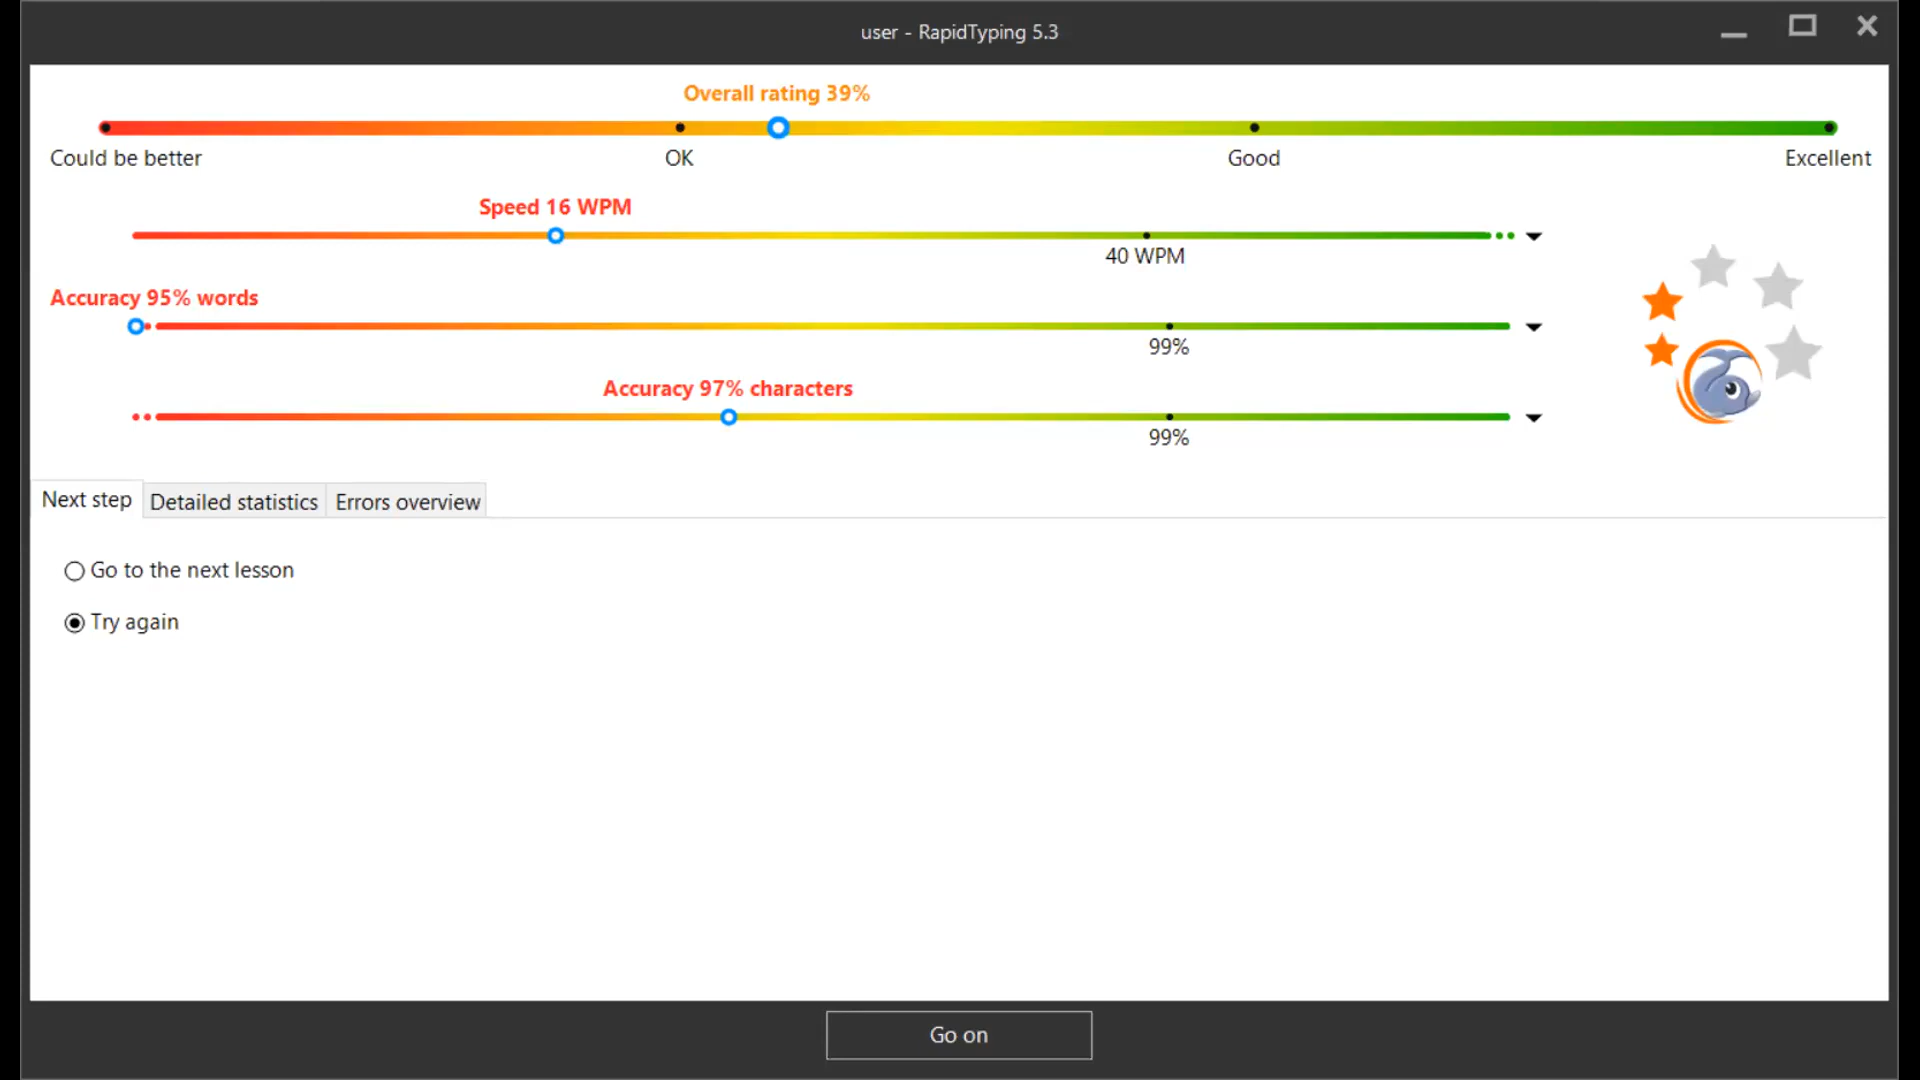 user - RapidTyping 5.3
Overall rating 39%
Could be better OK Good Excellent
Speed 16 WPM
40 WPM
Accuracy 95% words
99%
Accuracy 97% characters
99%
Next step Detailed statistics Errors overview
Go to the next lesson
Try again
Go on